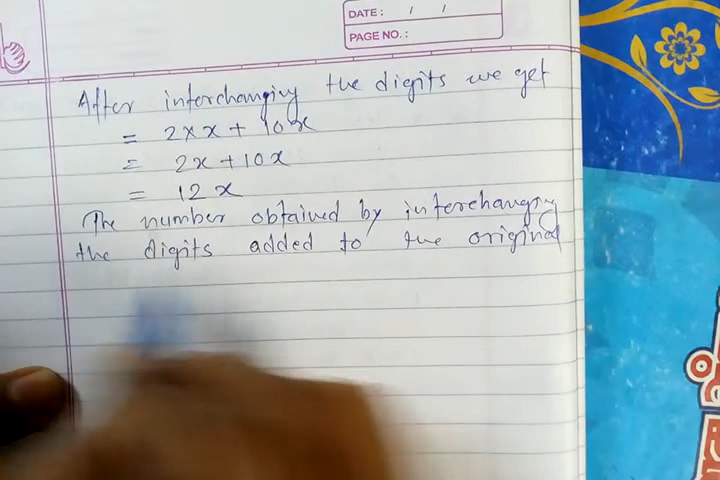 DATE : / /
PAGE NO. :
After interchanging the digits we get
= 2×x + 10x
= 2x + 10x
= 12x
The number obtained by interchangng
the digits added to the original